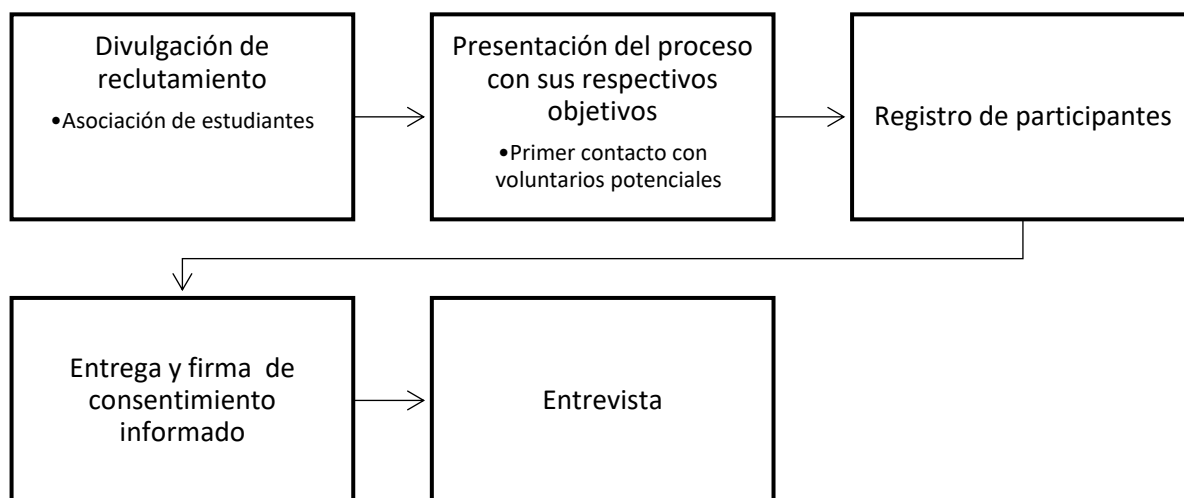 Divulgación de
reclutamiento
•Asociación de estudiantes
Presentación del proceso
con sus respectivos
objetivos
•Primer contacto con
voluntarios potenciales
Registro de participantes
Entrega y firma  de
consentimiento
informado
Entrevista